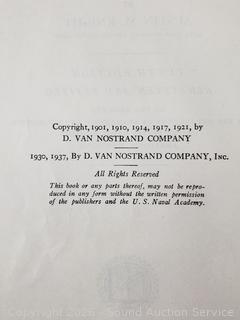 Copyright, 1901, 1910, 1914, 1917, 1921, by
D. VAN NOSTRAND COMPANY
1930, 1937, By D. VAN NOSTRAND COMPANY, Inc.
All Rights Reserved
This book or any parts thereof, may not be repro-
duced in any form without the written permission
of the publishers and the U. S. Naval Academy.
Copyright © 2026 - Sound Auction Service